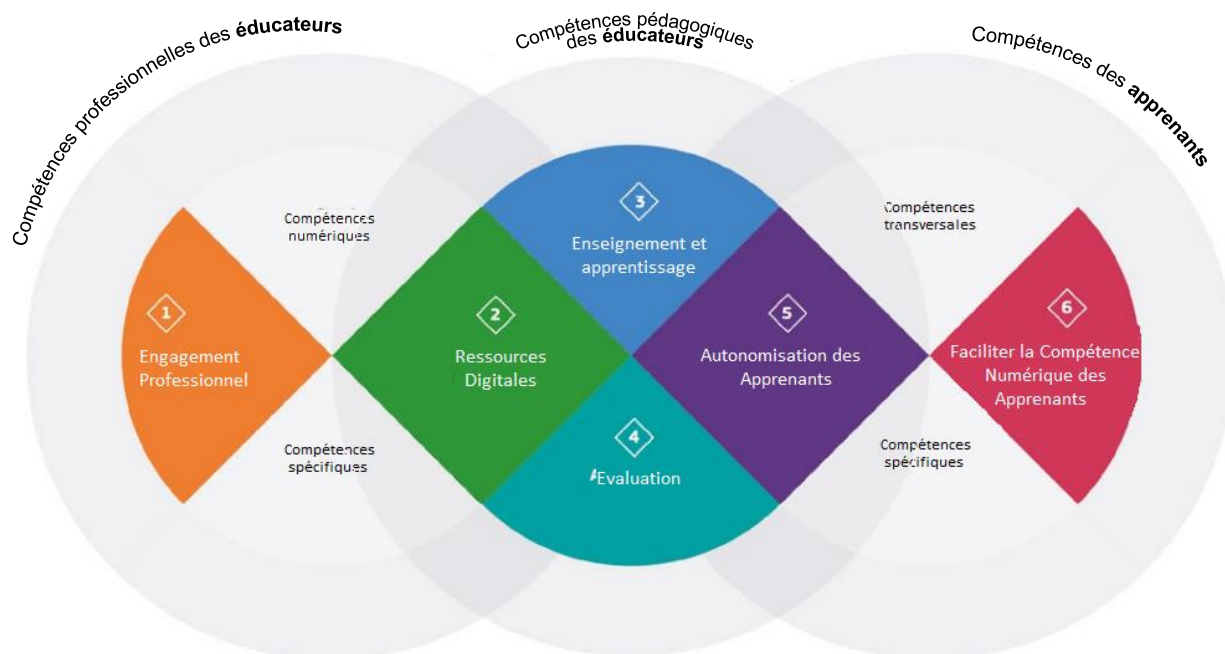 Compétences professionnelles des éducateurs
Compétences pédagogiques
des éducateurs
Compétences des apprenants
Compétences
numériques
3
Enseignement et
apprentissage
Compétences
transversales
1
Engagement
Professionnel
2
Ressources
Digitales
5
Autonomisation des
Apprenants
6
Faciliter la Compétence
Numérique des
Apprenants
Compétences
spécifiques
4
Evaluation
Compétences
spécifiques